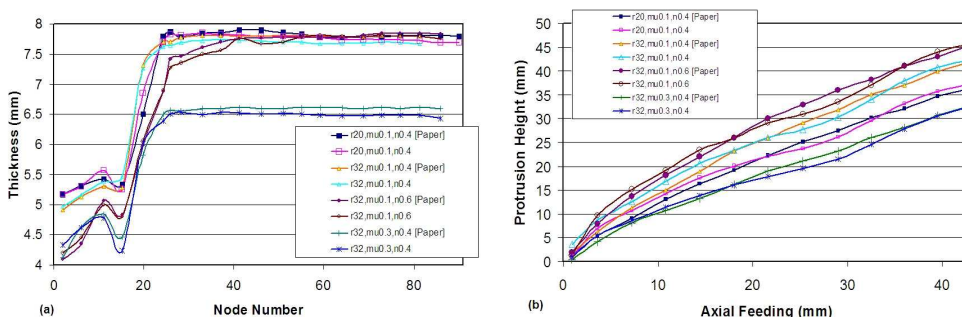 8
7.5
7
6.5
6
5.5
5
4.5
4
Thickness (mm)
0
20
40
60
80
Node Number
(a)
r20,mu0.1,n0.4 [Paper]
r20,mu0.1,n0.4
r32,mu0.1,n0.4 [Paper]
r32,mu0.1,n0.4
r32,mu0.1,n0.6 [Paper]
r32,mu0.1,n0.6
r32,mu0.3,n0.4 [Paper]
r32,mu0.3,n0.4
50
45
40
35
30
25
20
15
10
5
0
Protrusion Height (mm)
0
10
20
30
40
Axial Feeding (mm)
(b)
r20,mu0.1,n0.4 [Paper]
r20,mu0.1,n0.4
r32,mu0.1,n0.4 [Paper]
r32,mu0.1,n0.4
r32,mu0.1,n0.6 [Paper]
r32,mu0.1,n0.6
r32,mu0.3,n0.4 [Paper]
r32,mu0.3,n0.4